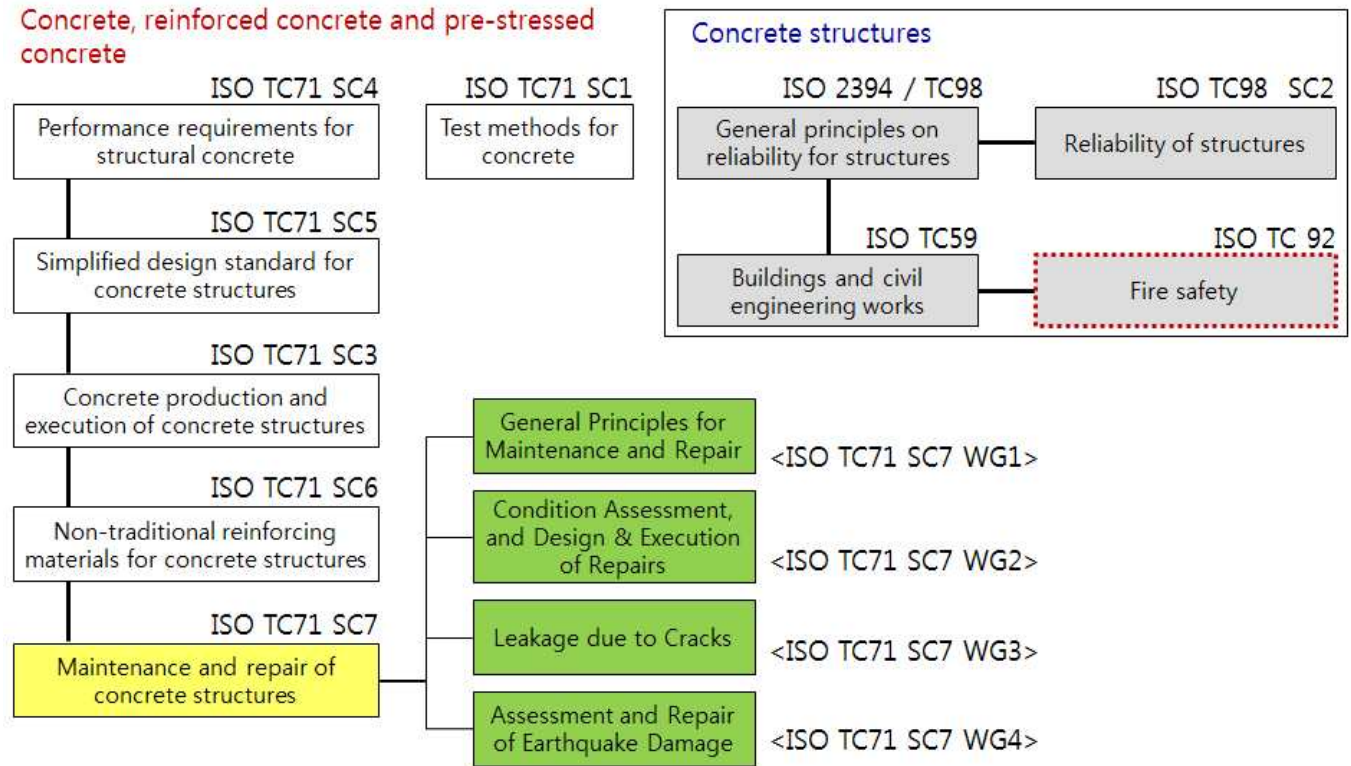 Concrete, reinforced concrete and pre-stressed
concrete
ISO TC71 SC4
Performance requirements for
structural concrete
ISO TC71 SC1
Test methods for
concrete
ISO TC71 SC5
Simplified design standard for
concrete structures
ISO TC71 SC3
Concrete production and
execution of concrete structures
ISO TC71 SC6
Non-traditional reinforcing
materials for concrete structures
ISO TC71 SC7
Maintenance and repair of
concrete structures
General Principles for
Maintenance and Repair
<ISO TC71 SC7 WG1>
Condition Assessment,
and Design & Execution
of Repairs
<ISO TC71 SC7 WG2>
Leakage due to Cracks
<ISO TC71 SC7 WG3>
Assessment and Repair
of Earthquake Damage
<ISO TC71 SC7 WG4>
Concrete structures
ISO 2394 / TC98
General principles on
reliability for structures
ISO TC98 SC2
Reliability of structures
ISO TC59
Buildings and civil
engineering works
ISO TC 92
Fire safety